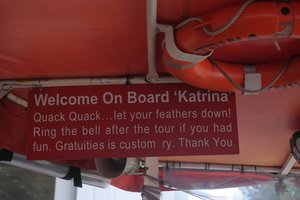 Welcome On Board ‘Katrina’
Quack Quack...let your feathers down!
Ring the bell after the tour if you had
fun. Gratuities is custom ry. Thank You.